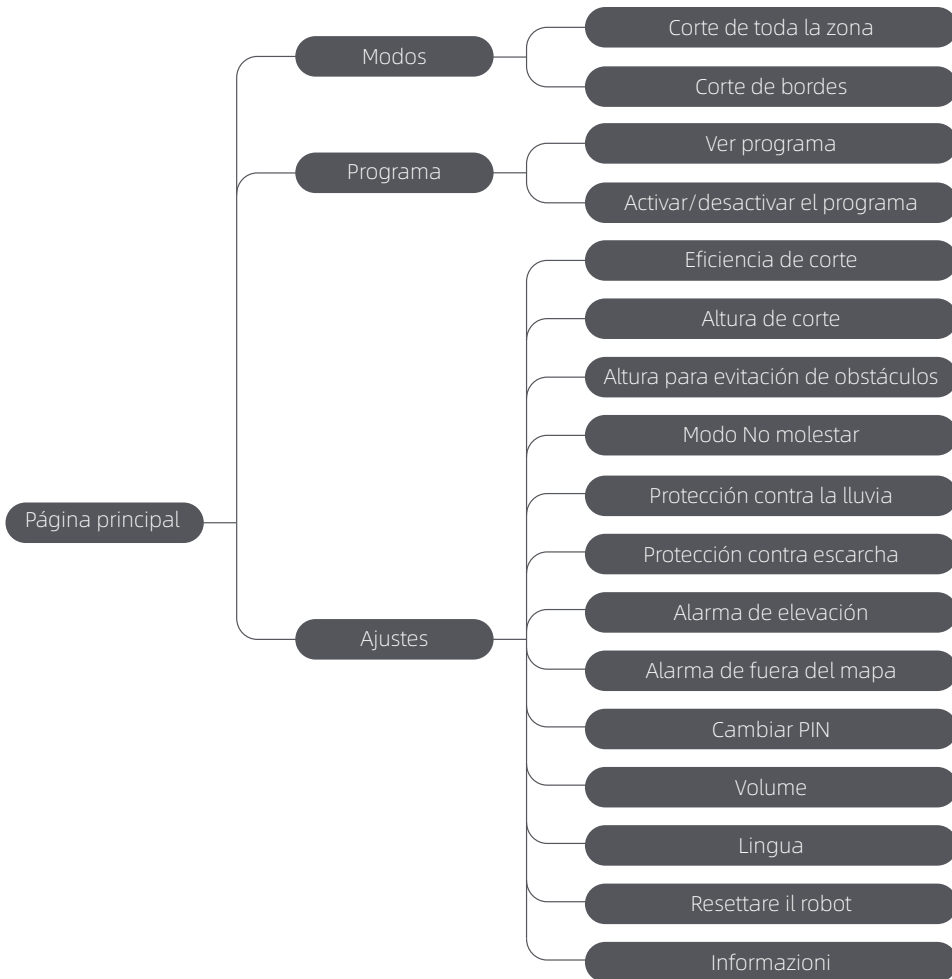 Página principal
Modos
Corte de toda la zona
Corte de bordes
Programa
Ver programa
Activar/desactivar el programa
Ajustes
Eficiencia de corte
Altura de corte
Altura para evitación de obstáculos
Modo No molestar
Protección contra la lluvia
Protección contra escarcha
Alarma de elevación
Alarma de fuera del mapa
Cambiar PIN
Volume
Lingua
Resettare il robot
Informazioni